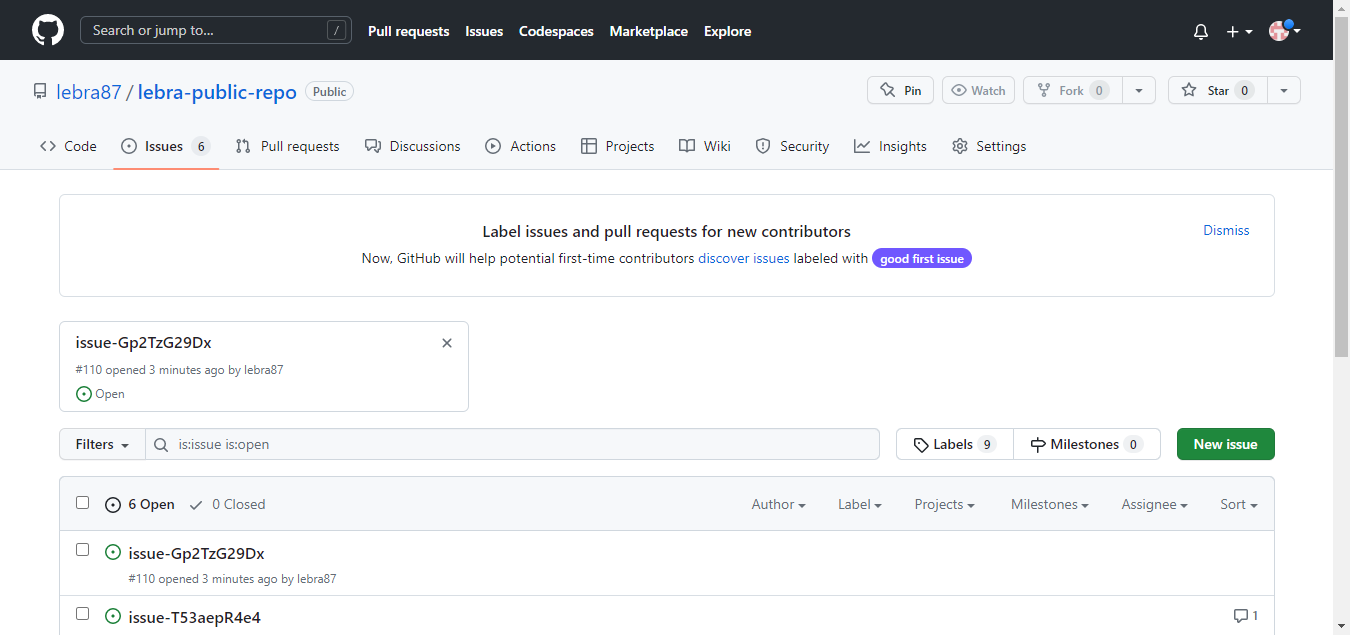 Search or jump to... / Pull requests Issues Codespaces Marketplace Explore
lebra87 / lebra-public-repo Public Pin Watch Fork 0 Star 0
Code Issues 6 Pull requests Discussions Actions Projects Wiki Security Insights Settings
Label issues and pull requests for new contributors Dismiss
Now, GitHub will help potential first-time contributors discover issues labeled with good first issue
issue-Gp2TzG29Dx
#110 opened 3 minutes ago by lebra87
Open
Filters is:issue is:open Labels 9 Milestones 0 New issue
6 Open 0 Closed Author Label Projects Milestones Assignee Sort
issue-Gp2TzG29Dx
#110 opened 3 minutes ago by lebra87
issue-T53aepR4e4 1